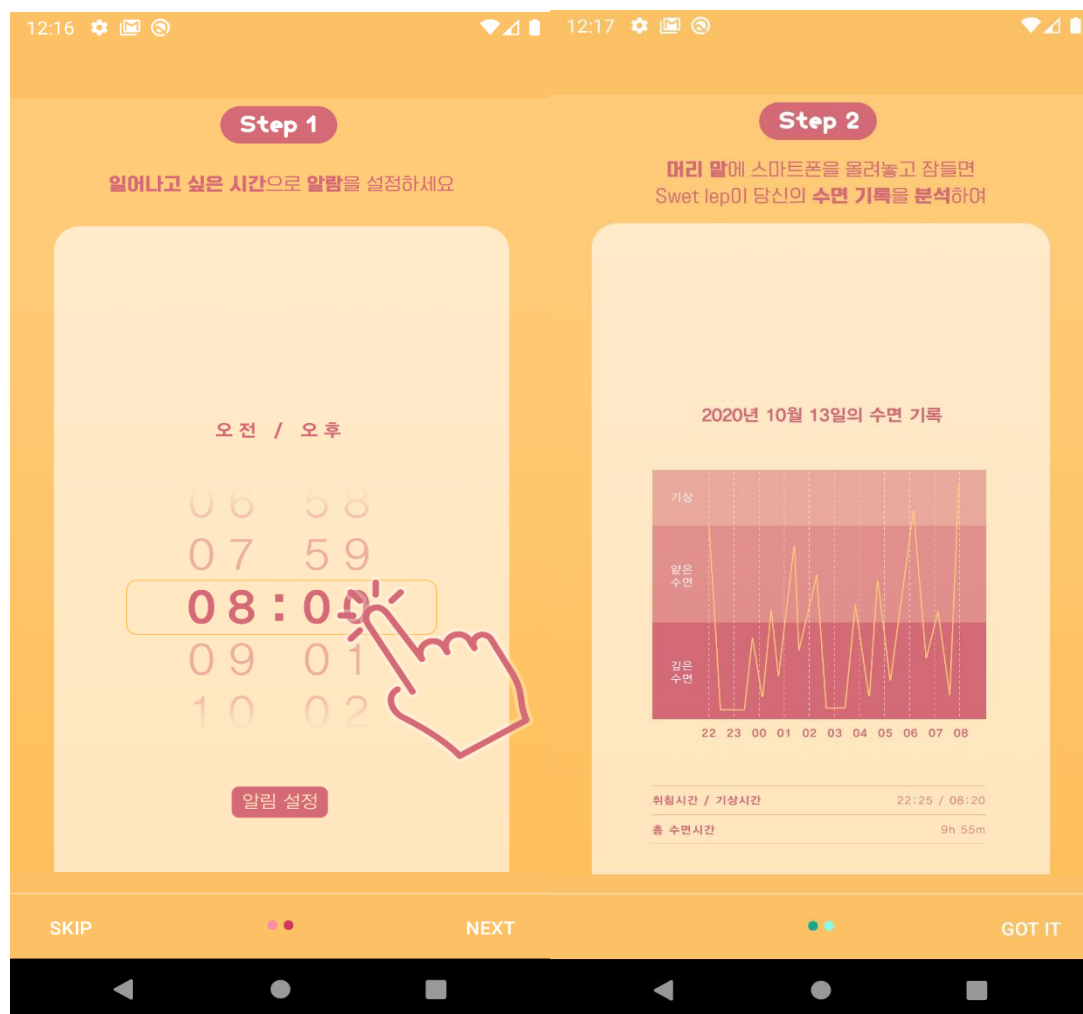 12:16
Step 1
일어나고 싶은 시간으로 알람을 설정하세요
오전 / 오후
06 58
07 59
08:00
09 01
10 02
알림 설정
SKIP
NEXT
12:17
Step 2
머리 맡에 스마트폰을 올려놓고 잠들면
Swet lep이 당신의 수면 기록을 분석하여
2020년 10월 13일의 수면 기록
기상
얕은
수면
깊은
수면
22 23 00 01 02 03 04 05 06 07 08
취침시간 / 기상시간 22:25 / 08:20
총 수면시간 9h 55m
GOT IT